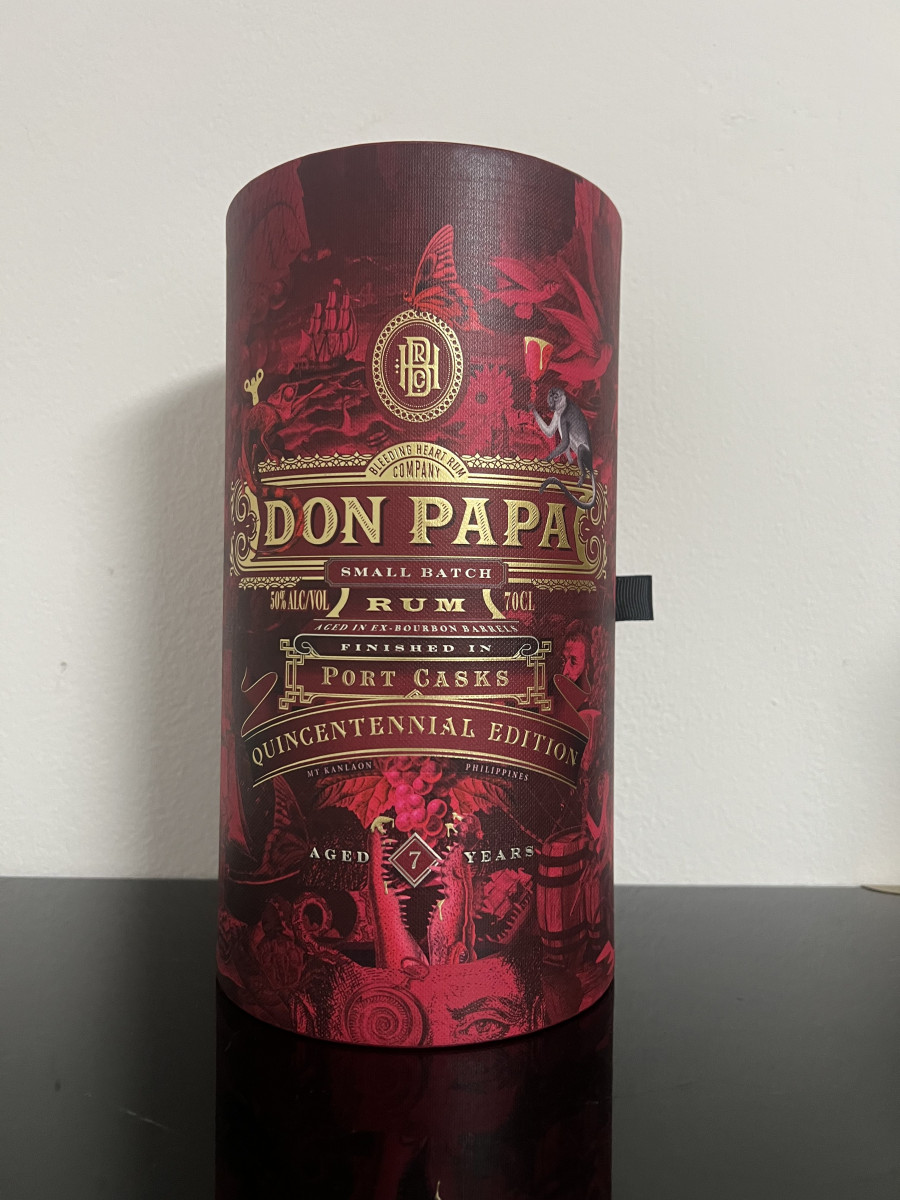 BHRC
BLEEDING HEART RUM
COMPANY
DON PAPA
SMALL BATCH
50% ALC/VOL RUM 70CL
AGED IN EX-BOURBON BARRELS
FINISHED IN
PORT CASKS
QUINCENTENNIAL EDITION
MT KANLAON PHILIPPINES
AGED 7 YEARS